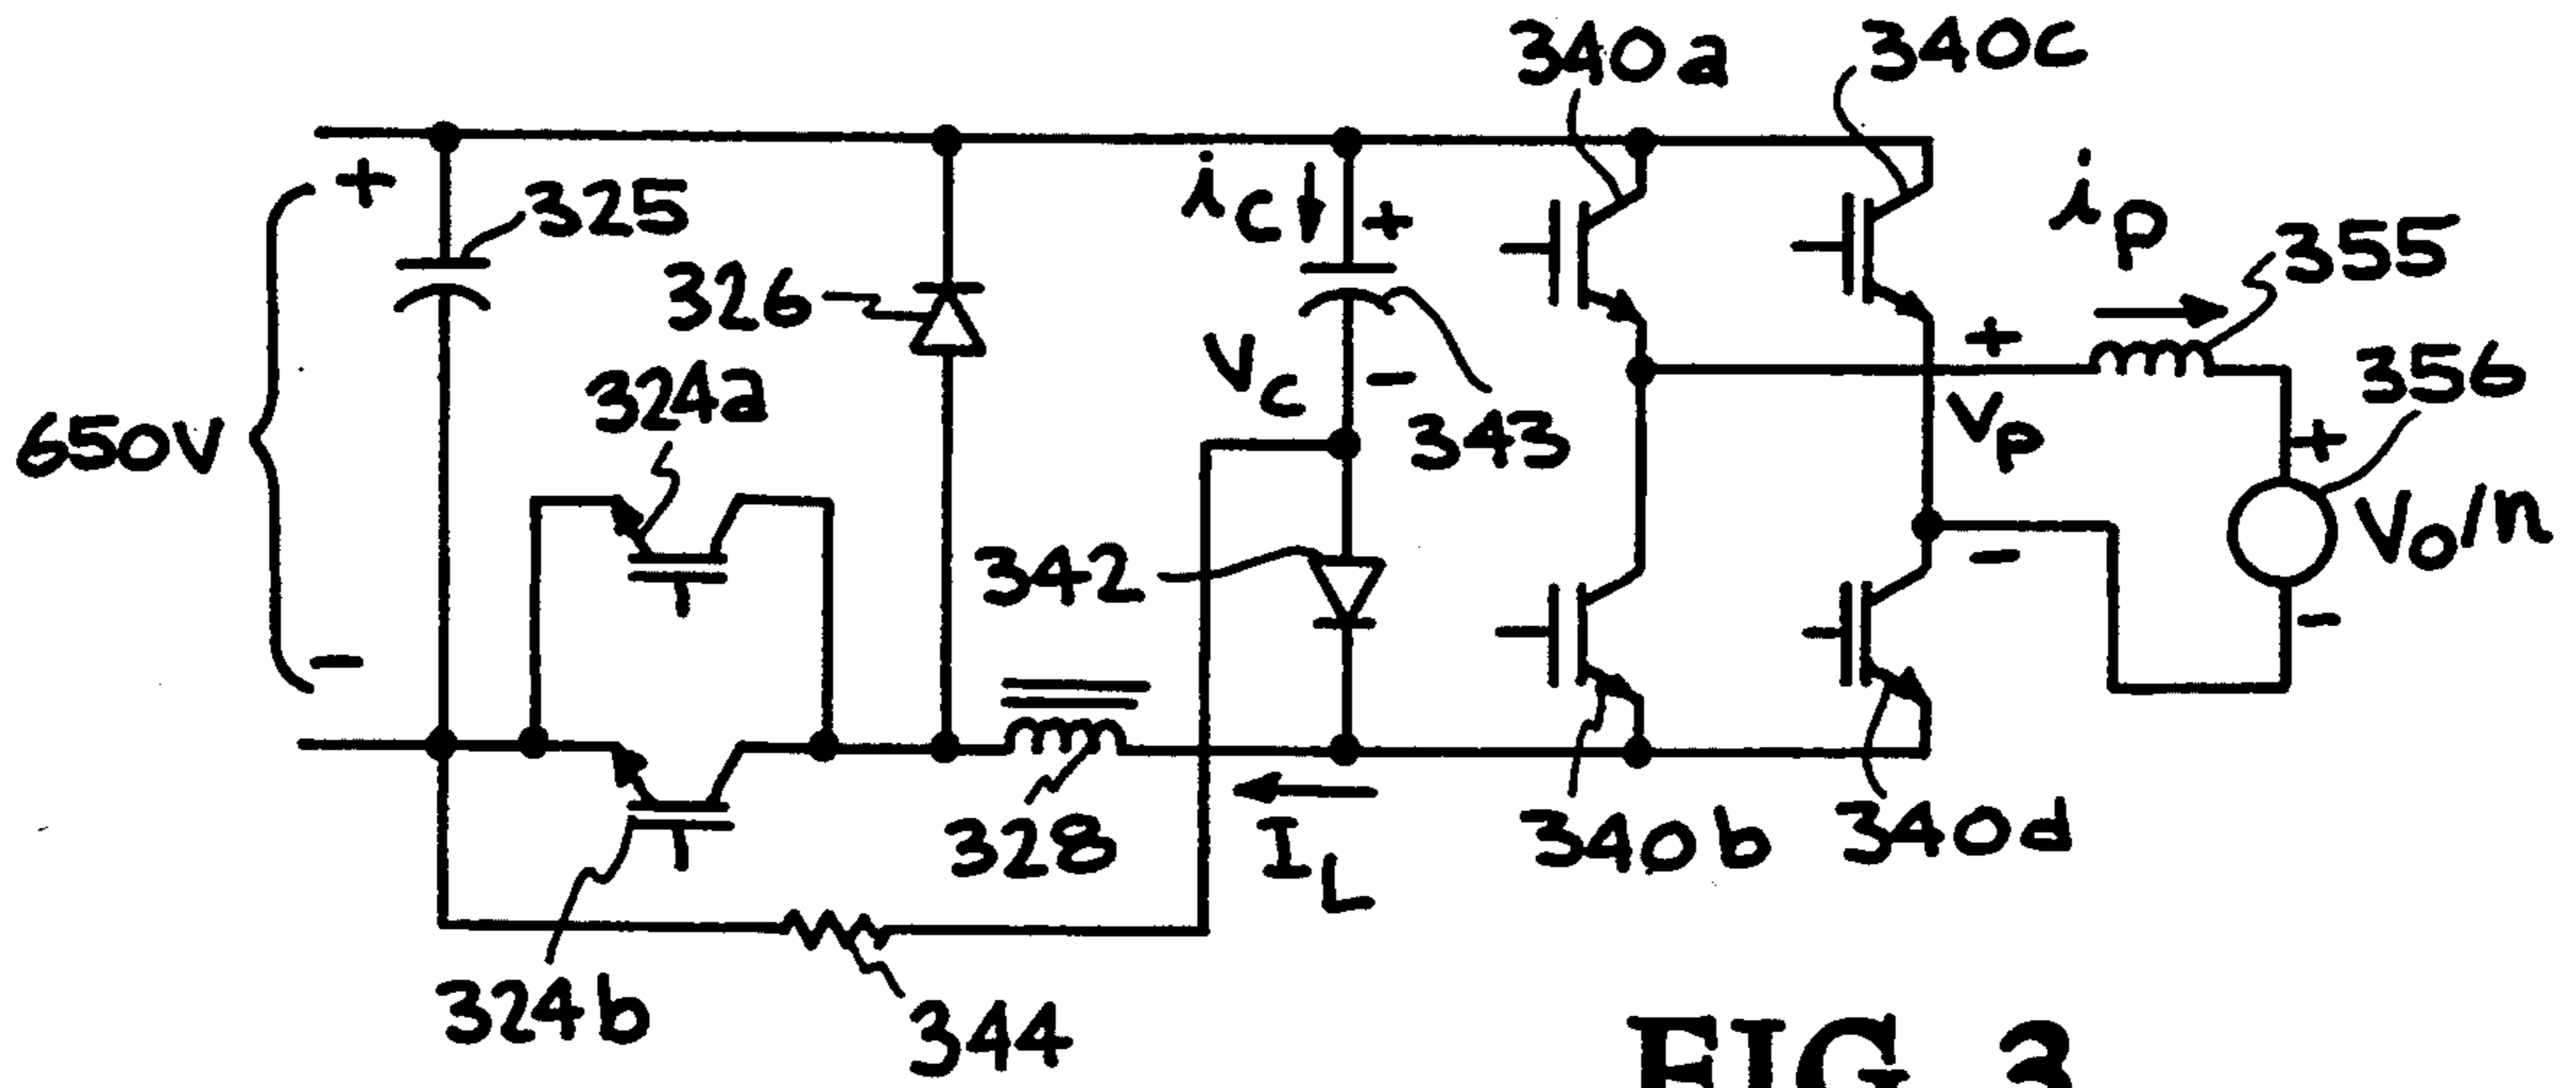 340a
340c
+
325
i_C
+
i_P
355
326
V_C
-
+
V_P
356
324a
650V
343
+
V_O/n
-
342
-
-
328
I_L
340b
340d
324b
344
FIG. 3